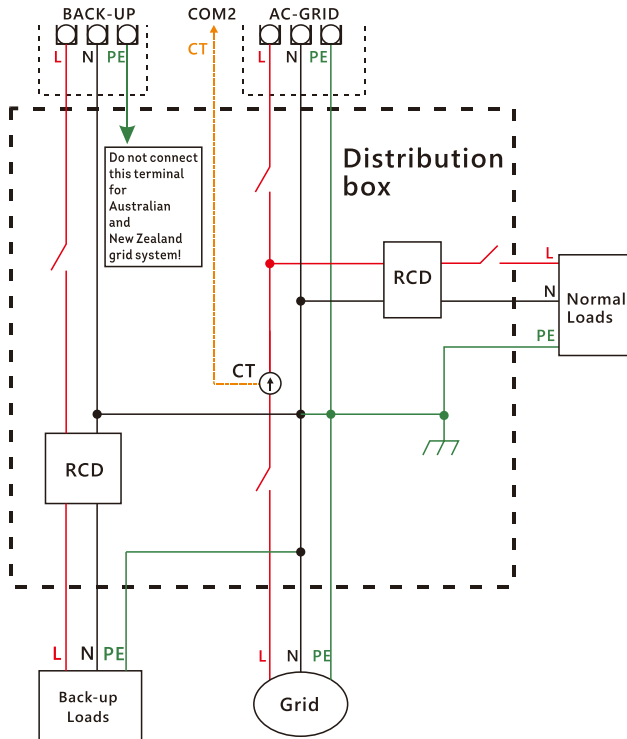 BACK-UP
COM2
AC-GRID
L
N
PE
CT
L
N
PE
Do not connect
this terminal
for
Australian
and
New Zealand
grid system!
Distribution
box
RCD
L
N
PE
Normal
Loads
CT
RCD
L
N
PE
L
N
PE
Back-up
Loads
Grid